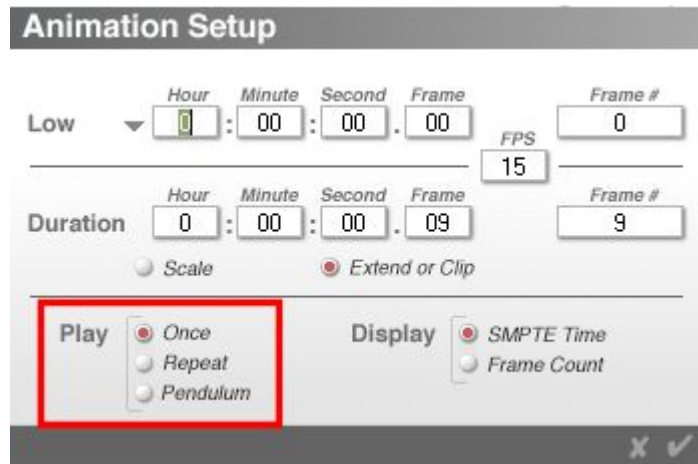 Animation Setup
Hour Minute Second Frame Frame #
Low 0 : 00 : 00 . 00 0
FPS
15
Hour Minute Second Frame Frame #
Duration 0 : 00 : 00 . 09 9
Scale Extend or Clip
Play Once Display SMPTE Time
Repeat Frame Count
Pendulum